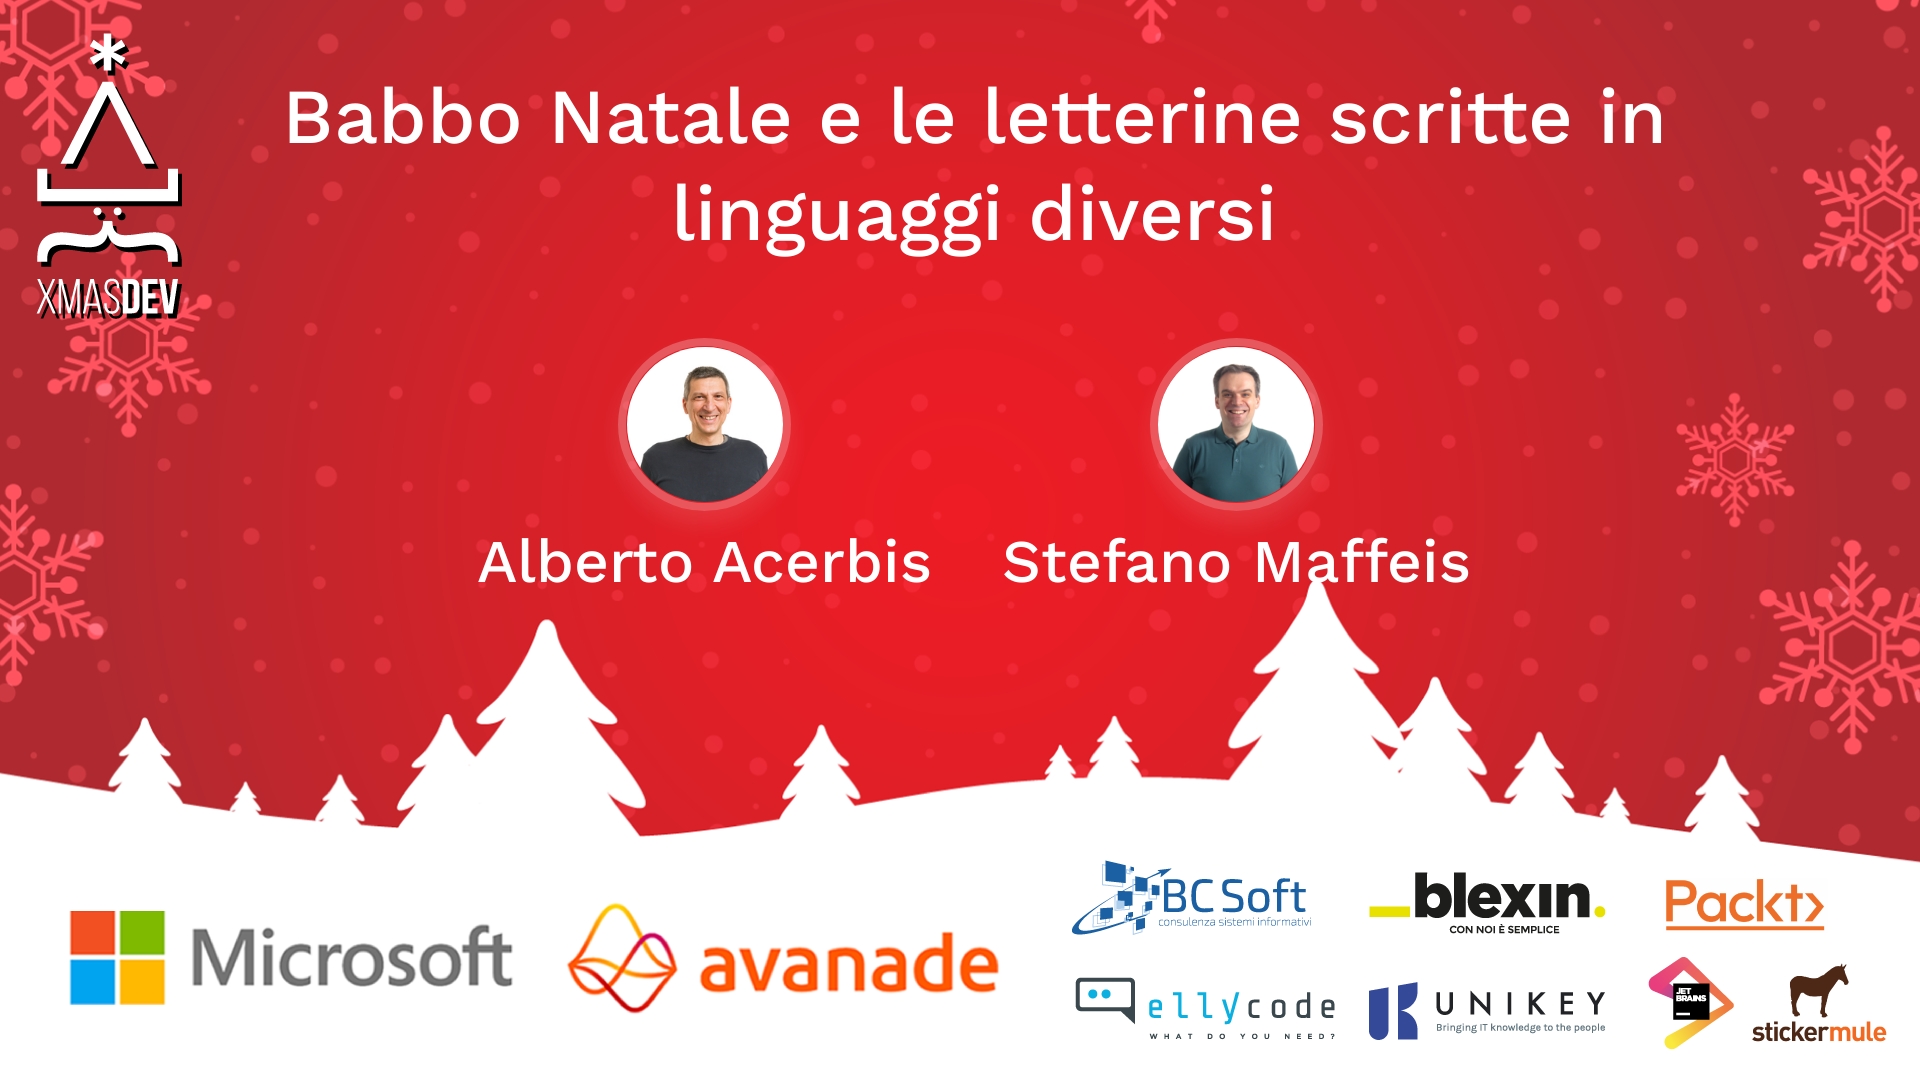 XMASDEV
Babbo Natale e le letterine scritte in
linguaggi diversi
Alberto Acerbis
Stefano Maffeis
Microsoft
avanade
BC Soft
consulenza sistemi informativi
blexin.
CON NOI È SEMPLICE
Packt>
ellycode
WHAT DO YOU NEED?
UNIKEY
Bringing IT knowledge to the people
JET
BRAINS
stickermule